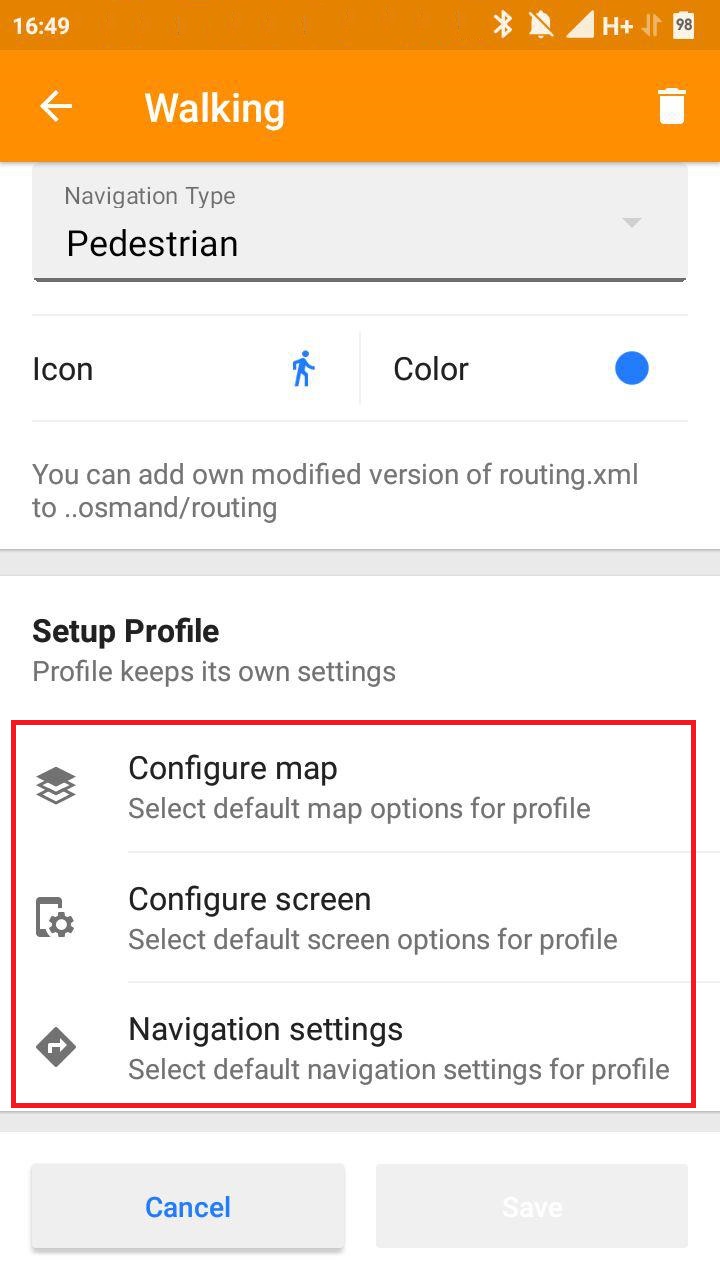 16:49 H+ 98
Walking
Navigation Type
Pedestrian
Icon Color
You can add own modified version of routing.xml
to ..osmand/routing
Setup Profile
Profile keeps its own settings
Configure map
Select default map options for profile
Configure screen
Select default screen options for profile
Navigation settings
Select default navigation settings for profile
Cancel Save